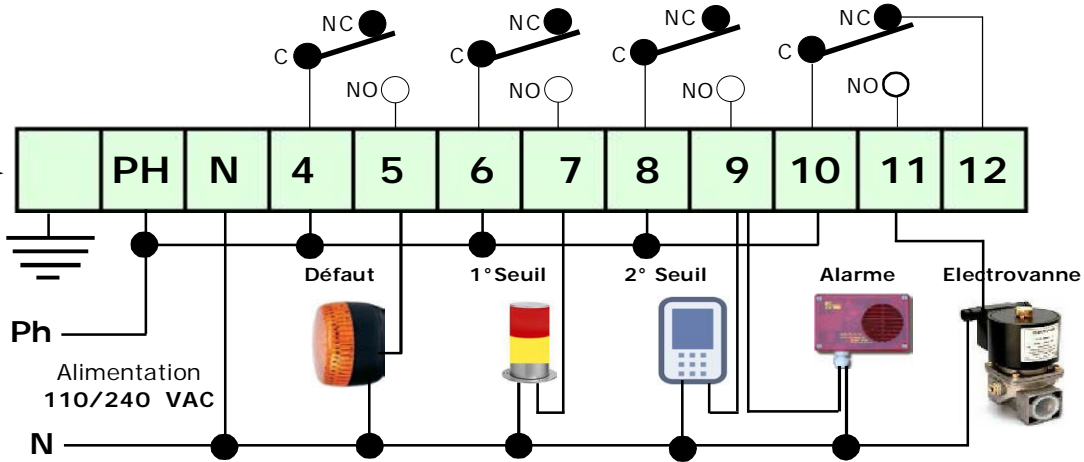 NC NC NC NC
C C C C
NO NO NO NO
PH N 4 5 6 7 8 9 10 11 12
Défaut 1°Seuil 2° Seuil Alarme Electrovanne
Ph
Alimentation
110/240 VAC
N